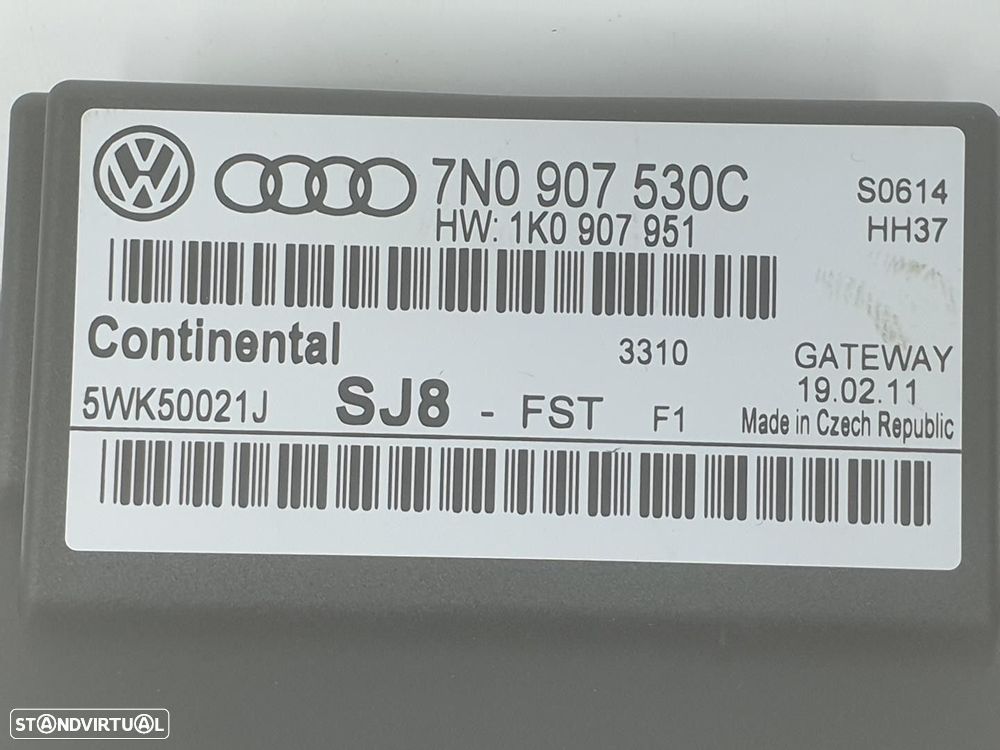 7N0 907 530C
S0614
HW: 1K0 907 951
HH37
Continental
3310
GATEWAY
19.02.11
5WK50021J
SJ8 - FST F1
Made in Czech Republic
STANDVIRTUAL